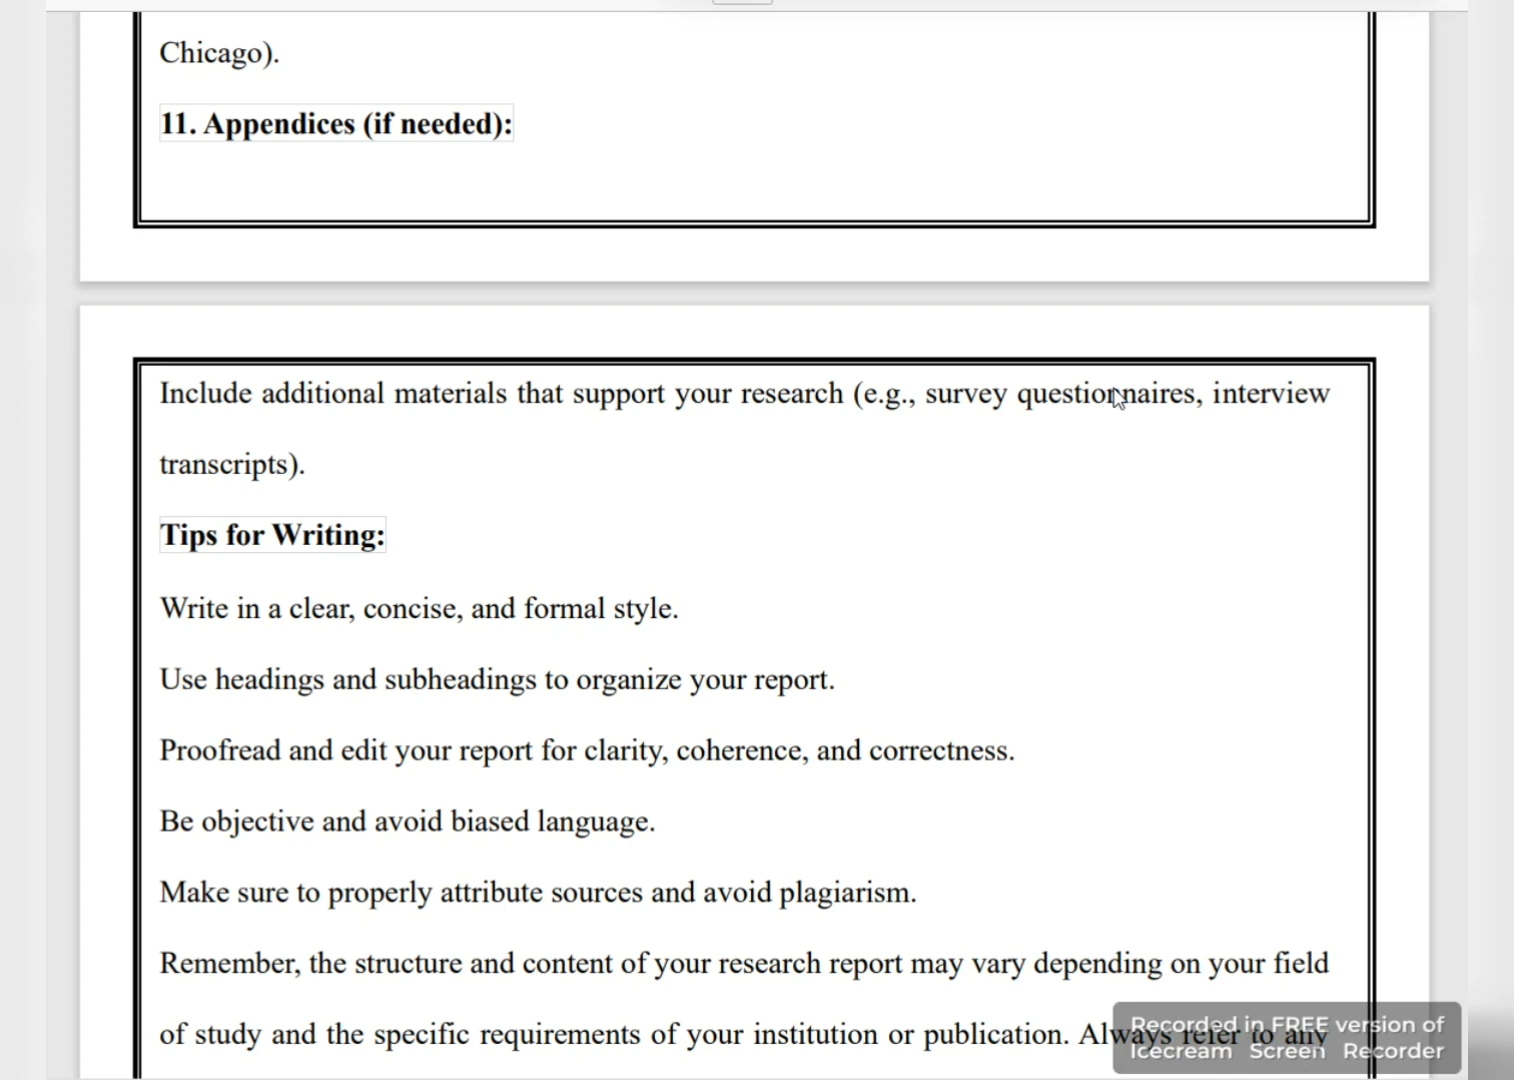 Chicago).
11. Appendices (if needed):
Include additional materials that support your research (e.g., survey questionnaires, interview
transcripts).
Tips for Writing:
Write in a clear, concise, and formal style.
Use headings and subheadings to organize your report.
Proofread and edit your report for clarity, coherence, and correctness.
Be objective and avoid biased language.
Make sure to properly attribute sources and avoid plagiarism.
Remember, the structure and content of your research report may vary depending on your field
of study and the specific requirements of your institution or publication. Always refer to any
Recorded in FREE version of
Icecream Screen Recorder